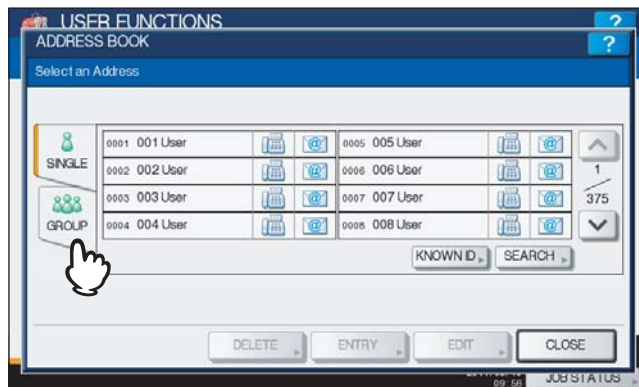 USER FUNCTIONS ?
ADDRESS BOOK ?
Select an Address
SINGLE
GROUP
0001 001 User @ 0005 005 User @
0002 002 User @ 0006 006 User @
0003 003 User @ 0007 007 User @
0004 004 User @ 0008 008 User @
1
375
KNOWN ID SEARCH
DELETE ENTRY EDIT CLOSE
09:56 JOB STATUS